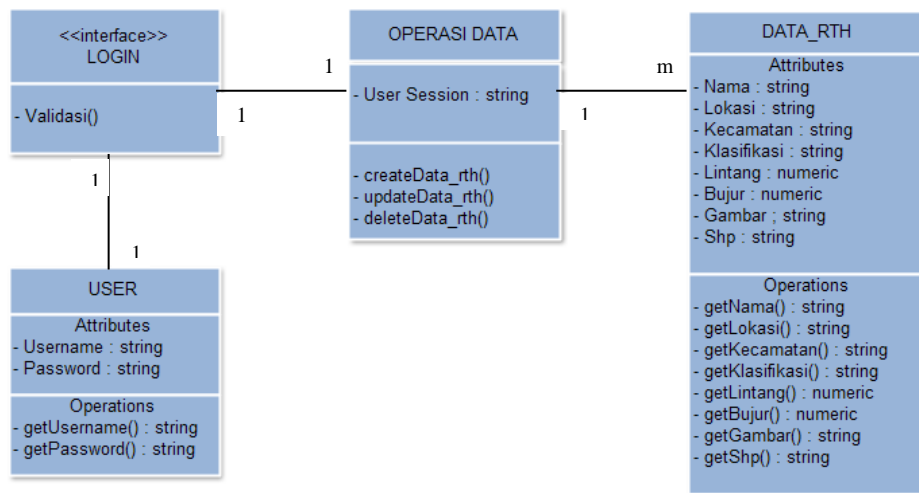 <<interface>>
LOGIN
- Validasi()
1
1
OPERASI DATA
- User Session : string
- createData_rth()
- updateData_rth()
- deleteData_rth()
m
1
DATA_RTH
Attributes
- Nama : string
- Lokasi : string
- Kecamatan : string
- Klasifikasi : string
- Lintang : numeric
- Bujur : numeric
- Gambar ; string
- Shp : string
Operations
- getNama() : string
- getLokasi() : string
- getKecamatan() : string
- getKlasifikasi() : string
- getLintang() : numeric
- getBujur() : numeric
- getGambar() : string
- getShp() : string
1
1
USER
Attributes
- Username : string
- Password : string
Operations
- getUsername() : string
- getPassword() : string